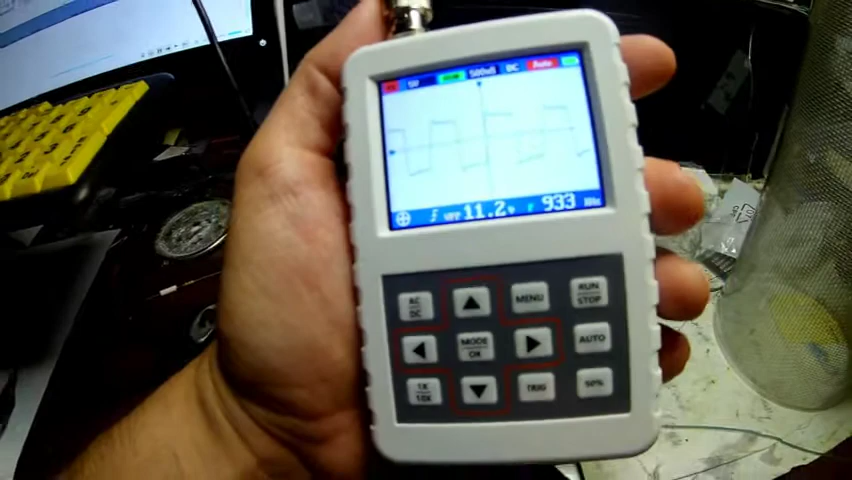 5V 500uS DC Auto
VPP 11.2v F 933 Hz
AC
DC
MENU
RUN
STOP
MODE
OK
AUTO
1X
10X
TRIG
50%